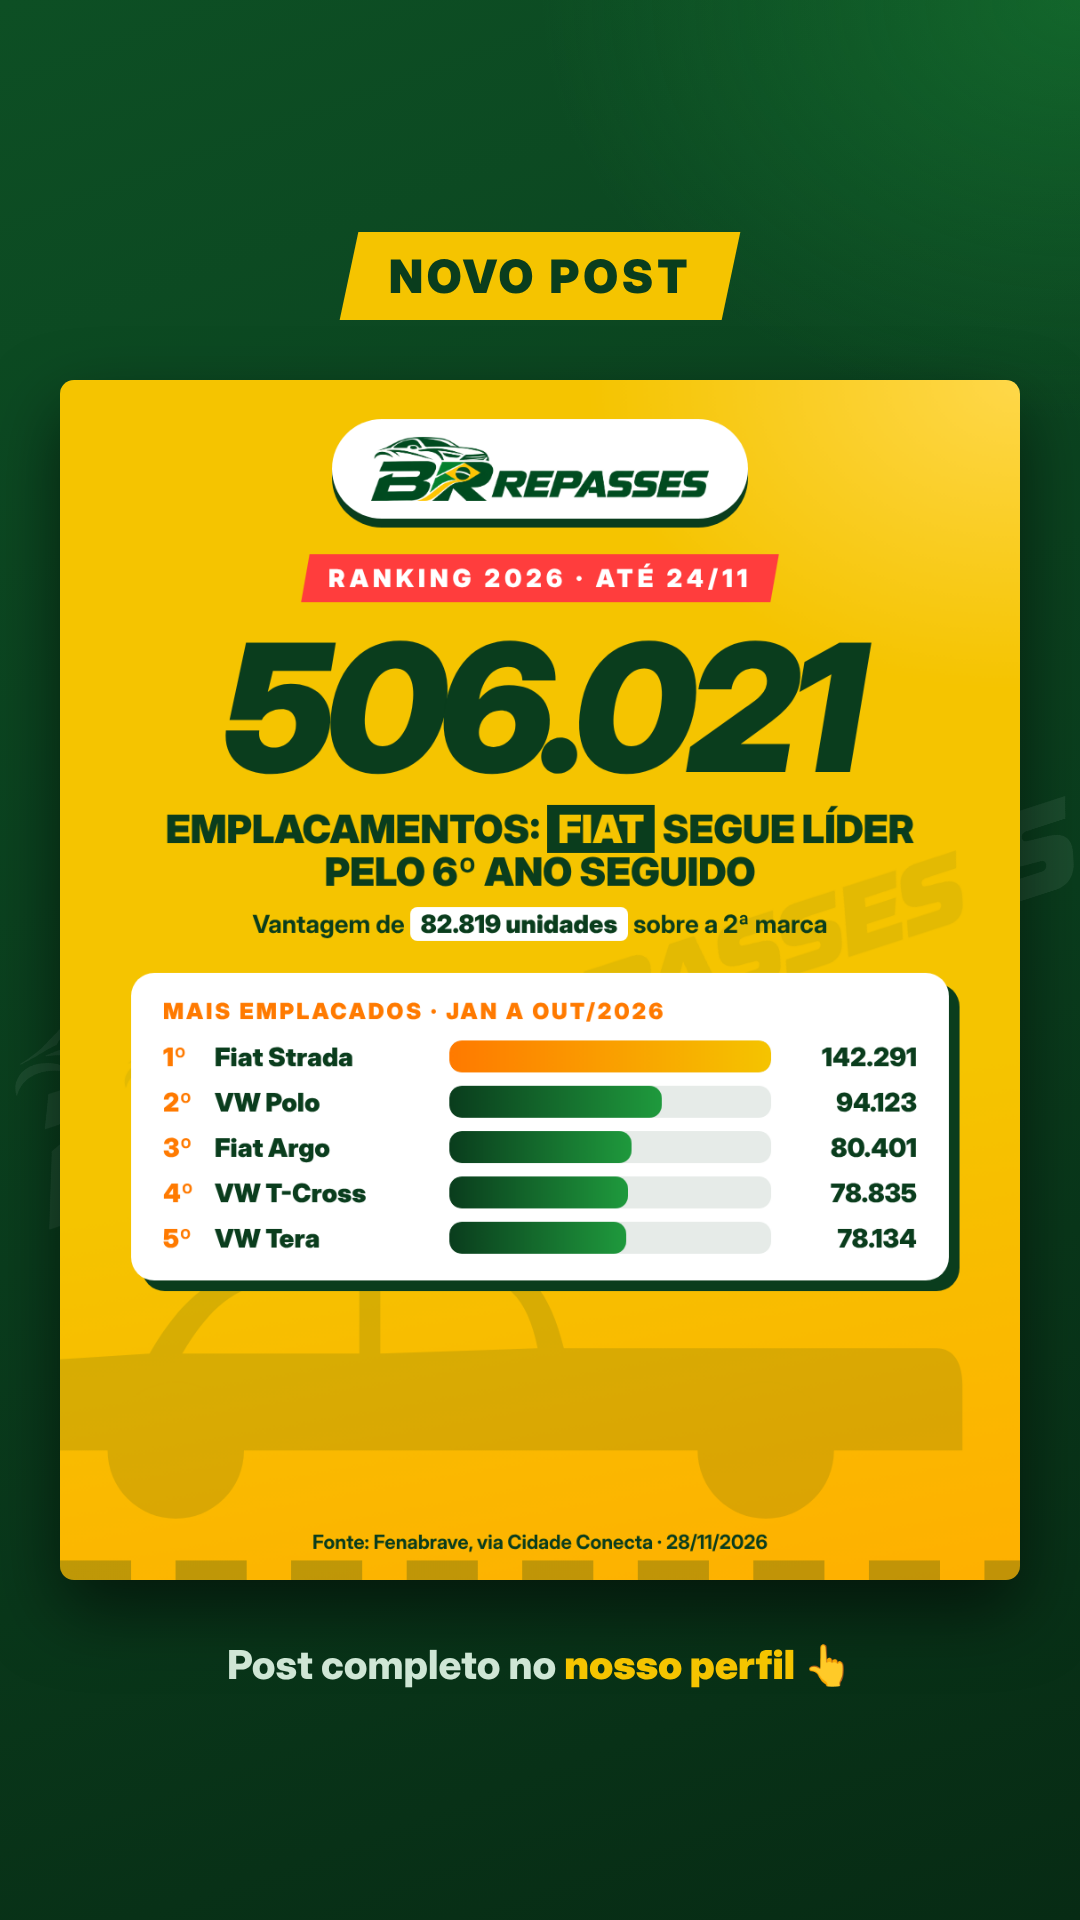 NOVO POST
BR REPASSES
RANKING 2026 · ATÉ 24/11
506.021
EMPLACAMENTOS: FIAT SEGUE LÍDER
PELO 6º ANO SEGUIDO
Vantagem de 82.819 unidades sobre a 2ª marca
MAIS EMPLACADOS · JAN A OUT/2026
1º Fiat Strada 142.291
2º VW Polo 94.123
3º Fiat Argo 80.401
4º VW T-Cross 78.835
5º VW Tera 78.134
Fonte: Fenabrave, via Cidade Conecta · 28/11/2026
Post completo no nosso perfil 👆